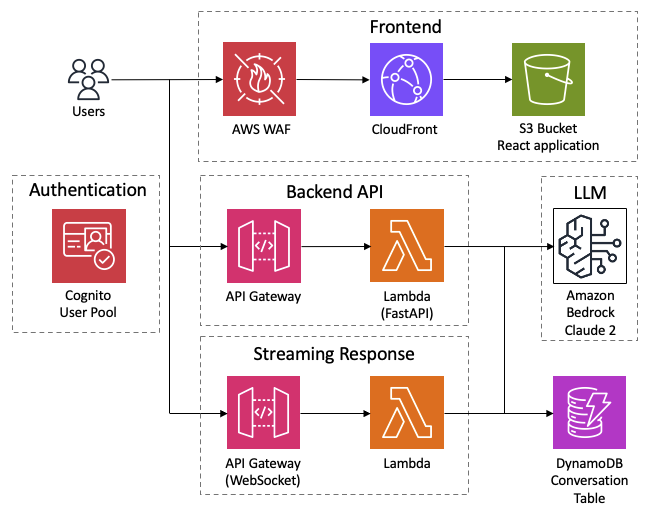 Frontend
Users
AWS WAF
CloudFront
S3 Bucket
React application
Authentication
Cognito
User Pool
Backend API
API Gateway
Lambda
(FastAPI)
LLM
Amazon
Bedrock
Claude 2
Streaming Response
API Gateway
(WebSocket)
Lambda
DynamoDB
Conversation
Table